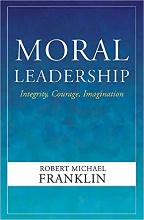 MORAL
LEADERSHIP
Integrity, Courage, Imagination
ROBERT MICHAEL
FRANKLIN